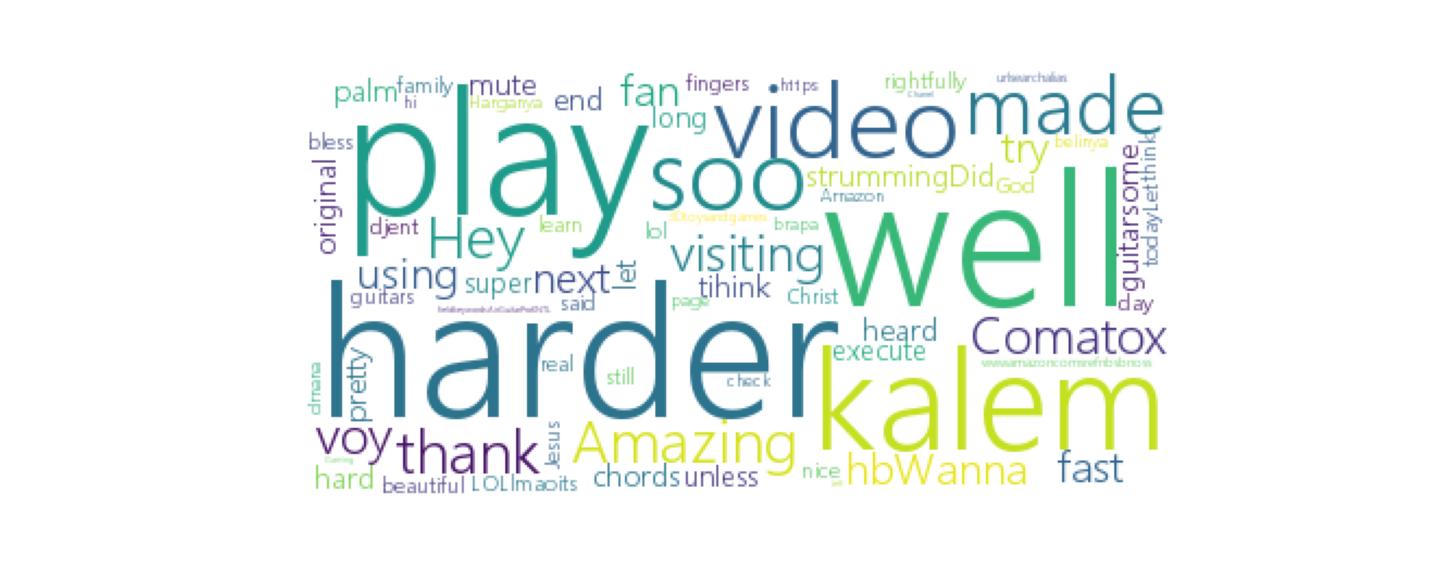 palm
family
hi
mute
Harganya
end
fan
fingers
https
rightfully
urlsearchalias
play
long
video
made
bless
soo
try
belinya
original
strummingDid
God
guitarsome
todayLetthink
Amazon
djent
Hey
learn
lol
3Dtoysandgames
brapa
visiting
well
using
super
next
let
tihink
Christ
guitars
said
page
day
harder
heard
Comatox
execute
wwwamazoncomsrefnbsbnoss
dmana
pretty
real
still
check
kalem
voy
thank
Jesus
Amazing
hard
beautiful
LOLlmaoits
chords
unless
nice
hbWanna
fast